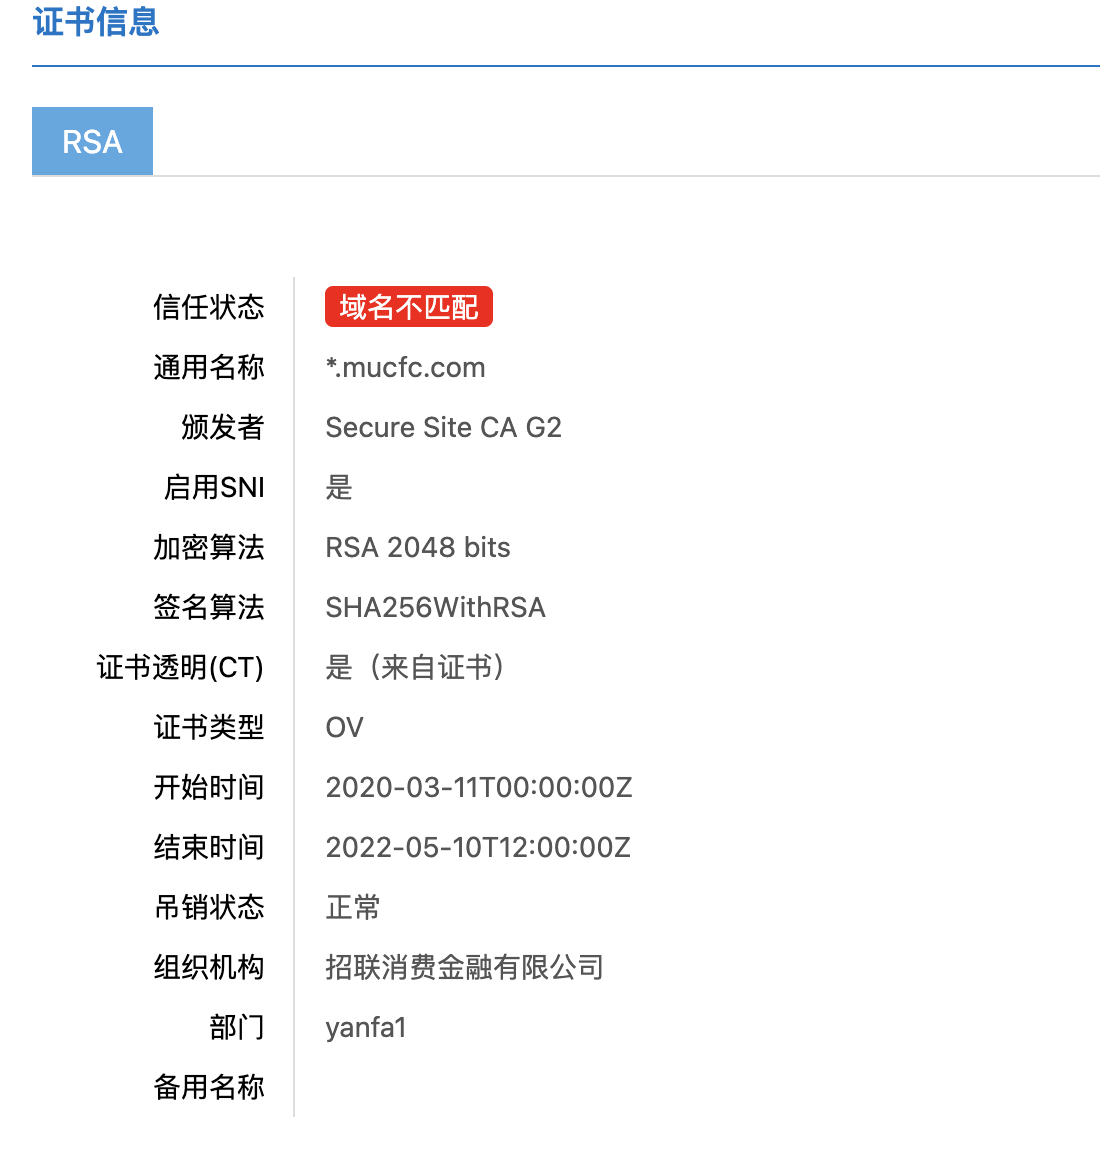 证书信息
RSA
信任状态 域名不匹配
通用名称 *.mucfc.com
颁发者 Secure Site CA G2
启用SNI 是
加密算法 RSA 2048 bits
签名算法 SHA256WithRSA
证书透明(CT) 是（来自证书）
证书类型 OV
开始时间 2020-03-11T00:00:00Z
结束时间 2022-05-10T12:00:00Z
吊销状态 正常
组织机构 招联消费金融有限公司
部门 yanfa1
备用名称